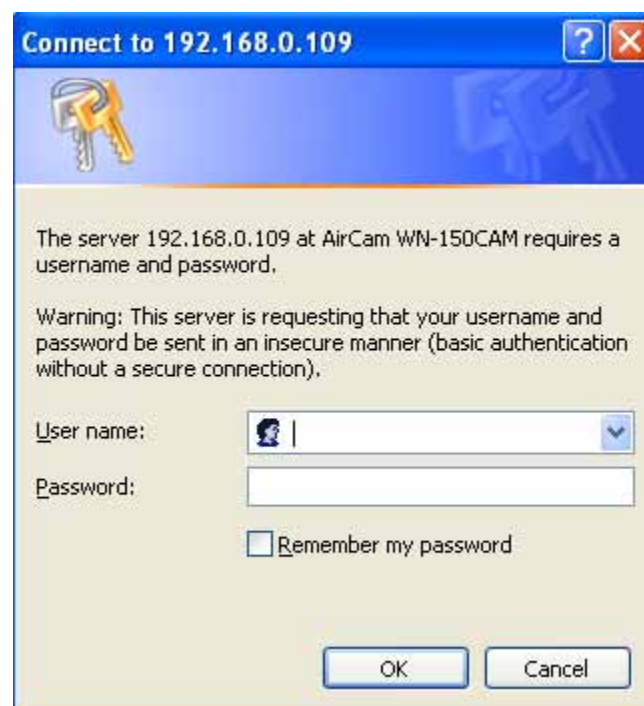 Connect to 192.168.0.109
The server 192.168.0.109 at AirCam WN-150CAM requires a
username and password.
Warning: This server is requesting that your username and
password be sent in an insecure manner (basic authentication
without a secure connection).
User name:
Password:
Remember my password
OK
Cancel